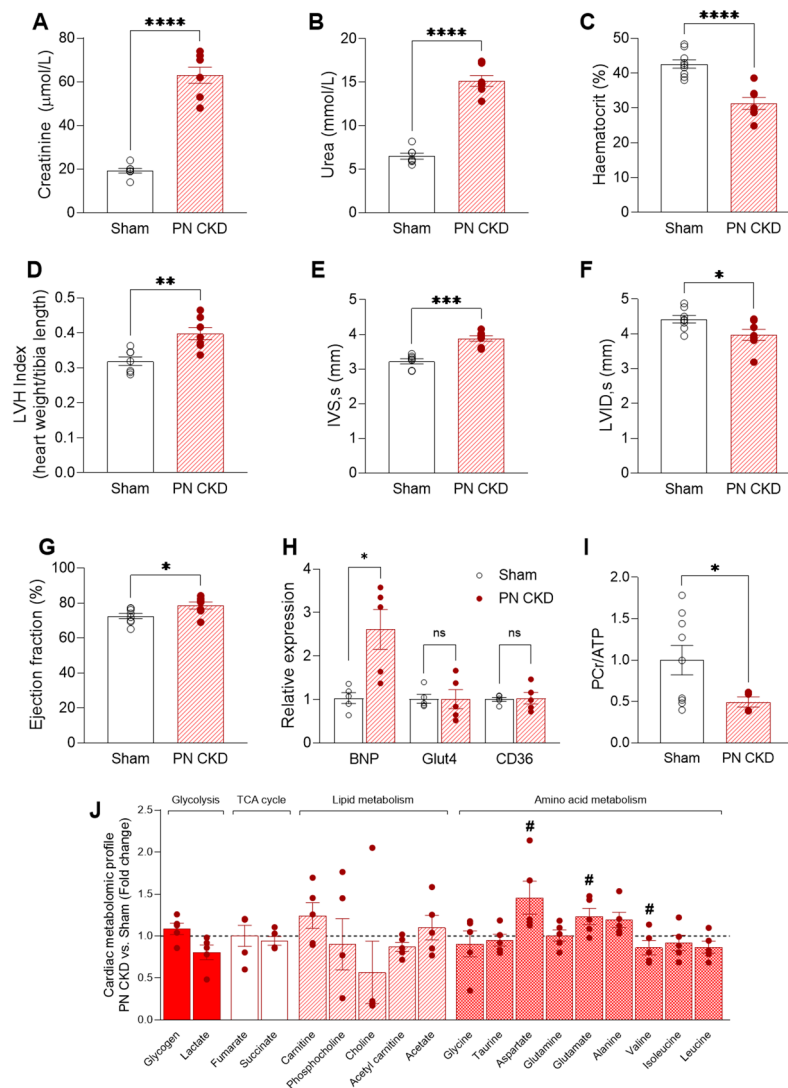 A
****
Creatinine (μmol/L)
80
60
40
20
0
Sham
PN CKD
B
****
Urea (mmol/L)
20
15
10
5
0
Sham
PN CKD
C
****
Haematocrit (%)
50
40
30
20
10
0
Sham
PN CKD
D
**
LVH Index
(heart weight/tibia length)
0.5
0.4
0.3
0.2
0.1
0.0
Sham
PN CKD
E
***
IVS,s (mm)
5
4
3
2
1
0
Sham
PN CKD
F
*
LVID,s (mm)
6
5
4
3
2
1
0
Sham
PN CKD
G
*
Ejection fraction (%)
100
80
60
40
20
0
Sham
PN CKD
H
Sham
PN CKD
*
ns
ns
Relative expression
4
3
2
1
0
BNP
Glut4
CD36
I
*
PCr/ATP
2.0
1.5
1.0
0.5
0.0
Sham
PN CKD
J
Glycolysis
TCA cycle
Lipid metabolism
Amino acid metabolism
Cardiac metabolomic profile
PN CKD vs. Sham (Fold change)
2.5
2.0
1.5
1.0
0.5
0.0
#
#
#
Glycogen
Lactate
Fumarate
Succinate
Carnitine
Phosphocholine
Choline
Acetyl carnitine
Acetate
Glycine
Taurine
Aspartate
Glutamine
Glutamate
Alanine
Valine
Isoleucine
Leucine